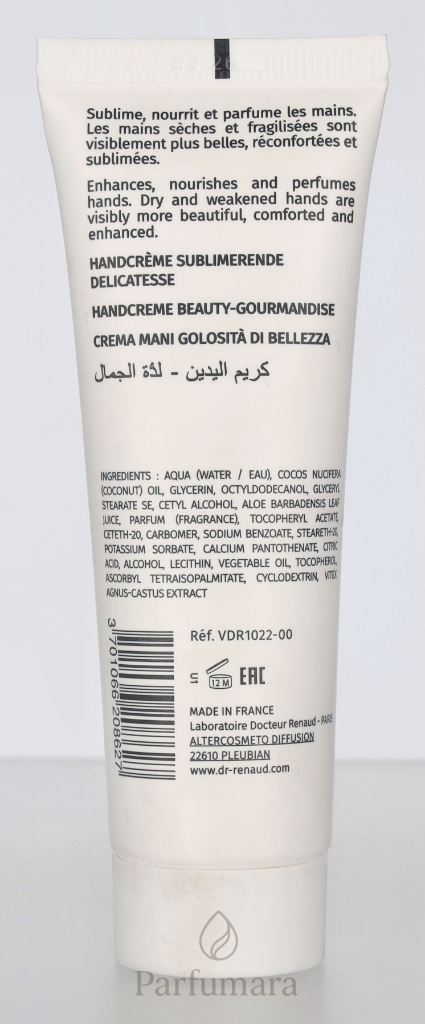 Sublime, nourrit et parfume les mains.
Les mains sèches et fragilisées sont
visiblement plus belles, réconfortées et
sublimées.
Enhances, nourishes and perfumes
hands. Dry and weakened hands are
visibly more beautiful, comforted and
enhanced.
HANDCRÈME SUBLIMERENDE
DELICATESSE
HANDCREME BEAUTY-GOURMANDISE
CREMA MANI GOLOSITÀ DI BELLEZZA
كريم اليدين - لذة الجمال
INGREDIENTS : AQUA (WATER / EAU), COCOS NUCIFERA
(COCONUT) OIL, GLYCERIN, OCTYLDODECANOL, GLYCERYL
STEARATE SE, CETYL ALCOHOL, ALOE BARBADENSIS LEAF
JUICE, PARFUM (FRAGRANCE), TOCOPHERYL ACETATE,
CETETH-20, CARBOMER, SODIUM BENZOATE, STEARETH-20,
POTASSIUM SORBATE, CALCIUM PANTOTHENATE, CITRIC
ACID, ALCOHOL, LECITHIN, VEGETABLE OIL, TOCOPHEROL,
ASCORBYL TETRAISOPALMITATE, CYCLODEXTRIN, VITEX
AGNUS-CASTUS EXTRACT
3 701066 208627
Réf. VDR1022-00
U1
12 M
EAC
MADE IN FRANCE
Laboratoire Docteur Renaud - PARIS
ALTERCOSMETO DIFFUSION
22610 PLEUBIAN
www.dr-renaud.com
Parfumara